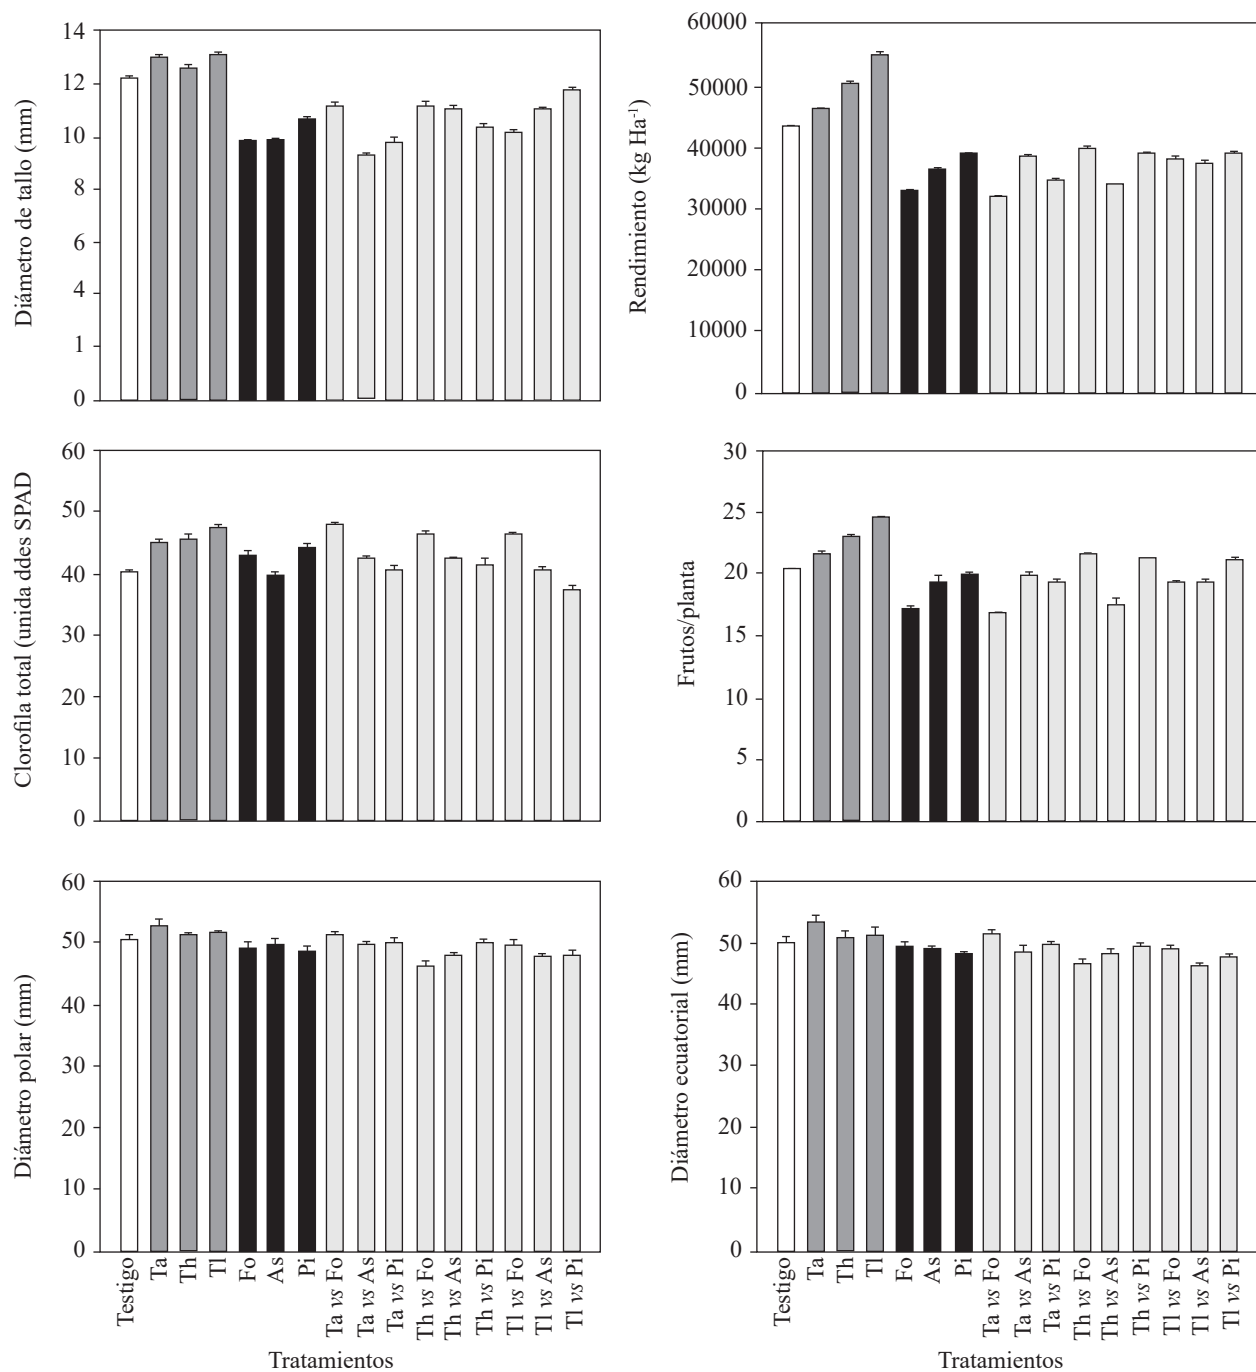 Diámetro de tallo (mm)
14
12
10
8
6
4
1
0
Rendimiento (kg Ha-1)
60000
50000
40000
30000
20000
10000
0
Clorofila total (unida ddes SPAD
60
50
40
30
20
10
0
Frutos/planta
30
25
20
15
10
5
0
Diámetro polar (mm)
60
50
40
30
20
10
0
Testigo
Ta
Th
Tl
Fo
As
Pi
Ta vs Fo
Ta vs As
Ta vs Pi
Th vs Fo
Th vs As
Th vs Pi
Tl vs Fo
Tl vs As
Tl vs Pi
Tratamientos
Diámetro ecuatorial (mm)
60
50
40
30
20
10
0
Testigo
Ta
Th
Tl
Fo
As
Pi
Ta vs Fo
Ta vs As
Ta vs Pi
Th vs Fo
Th vs As
Th vs Pi
Tl vs Fo
Tl vs As
Tl vs Pi
Tratamientos